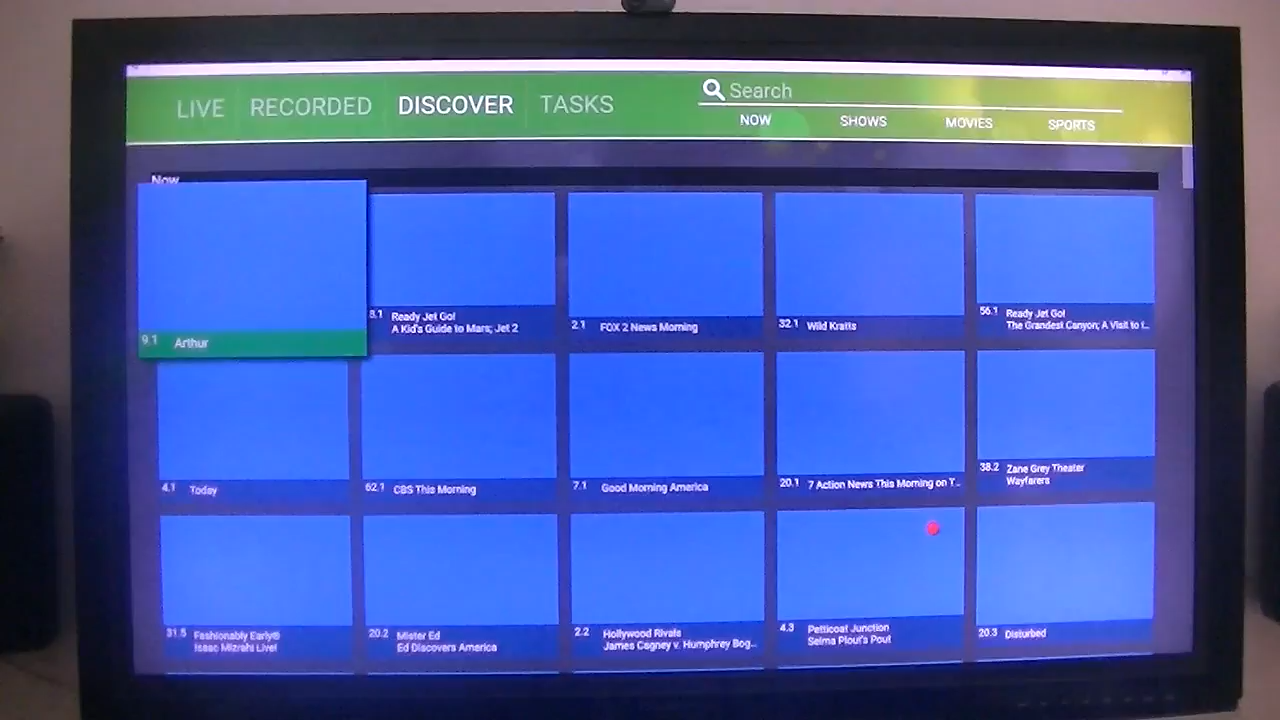 LIVE RECORDED DISCOVER TASKS
Search
NOW SHOWS MOVIES SPORTS
Now
9.1 Arthur
8.1 Ready Jet Go!
A Kid's Guide to Mars; Jet 2
2.1 FOX 2 News Morning
32.1 Wild Kratts
56.1 Ready Jet Go!
The Grandest Canyon; A Visit to t...
4.1 Today
62.1 CBS This Morning
7.1 Good Morning America
20.1 7 Action News This Morning on T...
38.2 Zane Grey Theater
Wayfarers
31.5 Fashionably Early®
Isaac Mizrahi Live!
20.2 Mister Ed
Ed Discovers America
2.2 Hollywood Rivals
James Cagney v. Humphrey Bog...
4.3 Petticoat Junction
Selma Plout's Pout
20.3 Disturbed